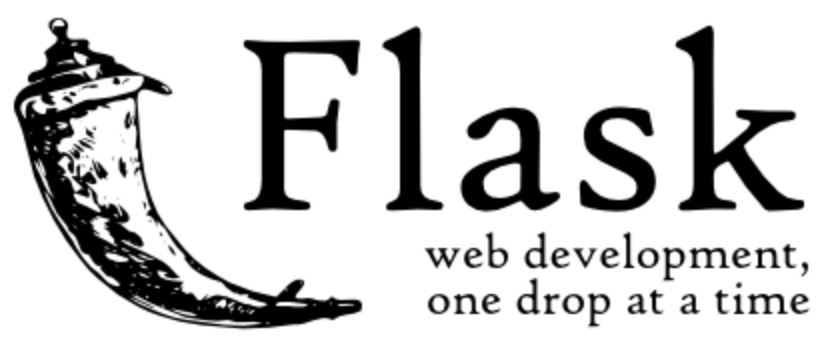 Flask
web development,
one drop at a time